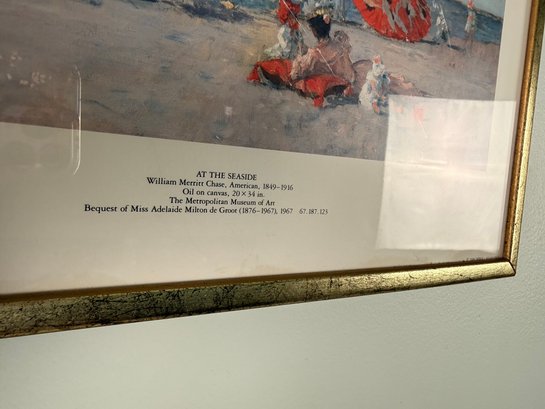 AT THE SEASIDE
William Merritt Chase, American, 1849–1916
Oil on canvas, 20 × 34 in.
The Metropolitan Museum of Art
Bequest of Miss Adelaide Milton de Groot (1876–1967), 1967 67.187.123